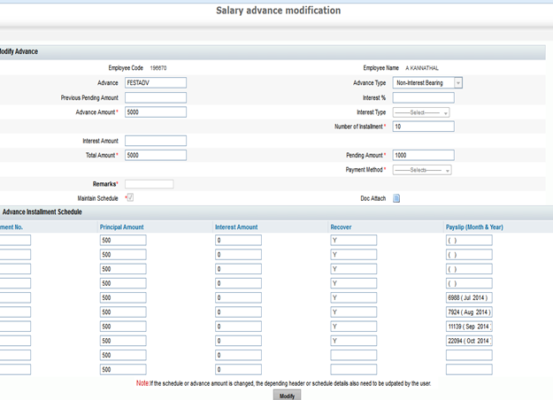 Salary advance modification
Modify Advance
Employee Code 196670 Employee Name A.KANNATHAL
Advance FESTADV Advance Type Non-Interest Bearing
Previous Pending Amount Interest %
Advance Amount * 5000 Interest Type --------Select--------
Number of Installment * 10
Interest Amount
Total Amount * 5000 Pending Amount * 1000
Payment Method * --------Select--------
Remarks*
Maintain Schedule * Doc Attach
Advance Installment Schedule
ment No. Principal Amount Interest Amount Recover Payslip (Month & Year)
500 0 Y ( )
500 0 Y ( )
500 0 Y ( )
500 0 Y ( )
500 0 Y 6988 ( Jul 2014 )
500 0 Y 7924 ( Aug 2014 )
500 0 Y 11139 ( Sep 2014
500 0 Y 22094 ( Oct 2014
500 0
500 0
Note:If the schedule or advance amount is changed, the depending header or schedule details also need to be udpated by the user.
Modify